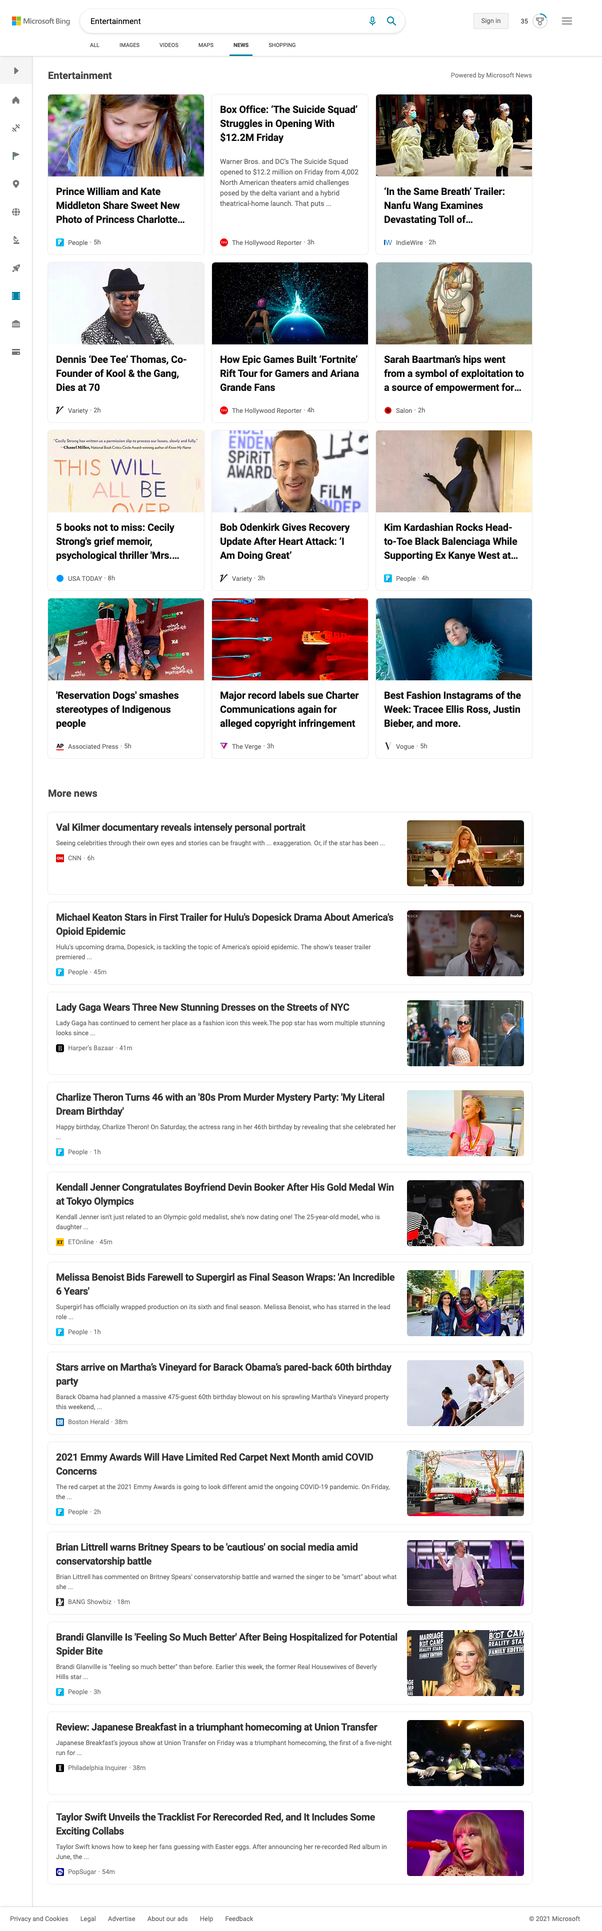 Microsoft Bing
Entertainment
Sign in
35
ALL
IMAGES
VIDEOS
MAPS
NEWS
SHOPPING
Entertainment
Powered by Microsoft News
Prince William and Kate
Middleton Share Sweet New
Photo of Princess Charlotte...
People · 5h
Box Office: 'The Suicide Squad'
Struggles in Opening With
$12.2M Friday
Warner Bros. and DC's The Suicide Squad
opened to $12.2 million on Friday from 4,002
North American theaters amid challenges
posed by the delta variant and a hybrid
theatrical-home launch. That puts ...
The Hollywood Reporter · 3h
'In the Same Breath' Trailer:
Nanfu Wang Examines
Devastating Toll of...
IndieWire · 2h
Dennis 'Dee Tee' Thomas, Co-
Founder of Kool & the Gang,
Dies at 70
Variety · 2h
How Epic Games Built 'Fortnite'
Rift Tour for Gamers and Ariana
Grande Fans
The Hollywood Reporter · 4h
Sarah Baartman's hips went
from a symbol of exploitation to
a source of empowerment for...
Salon · 2h
THIS WILL
ALL BE
OVER
5 books not to miss: Cecily
Strong's grief memoir,
psychological thriller 'Mrs....
USA TODAY · 8h
SPIRIT
AWARD
FiLM
Bob Odenkirk Gives Recovery
Update After Heart Attack: 'I
Am Doing Great'
Variety · 3h
Kim Kardashian Rocks Head-
to-Toe Black Balenciaga While
Supporting Ex Kanye West at...
People · 4h
'Reservation Dogs' smashes
stereotypes of Indigenous
people
AP
Associated Press · 5h
Major record labels sue Charter
Communications again for
alleged copyright infringement
The Verge · 3h
Best Fashion Instagrams of the
Week: Tracee Ellis Ross, Justin
Bieber, and more.
Vogue · 5h
More news
Val Kilmer documentary reveals intensely personal portrait
Seeing celebrities through their own eyes and stories can be fraught with ... exaggeration. Or, if the star has been ...
CNN · 6h
Michael Keaton Stars in First Trailer for Hulu's Dopesick Drama About America's
Opioid Epidemic
Hulu's upcoming drama, Dopesick, is tackling the topic of America's opioid epidemic. The show's teaser trailer
premiered ...
People · 45m
hulu
Lady Gaga Wears Three New Stunning Dresses on the Streets of NYC
Lady Gaga has continued to cement her place as a fashion icon this week.The pop star has worn multiple stunning
looks since ...
Harper's Bazaar · 41m
Charlize Theron Turns 46 with an '80s Prom Murder Mystery Party: 'My Literal
Dream Birthday'
Happy birthday, Charlize Theron! On Saturday, the actress rang in her 46th birthday by revealing that she celebrated her
...
People · 1h
Kendall Jenner Congratulates Boyfriend Devin Booker After His Gold Medal Win
at Tokyo Olympics
Kendall Jenner isn't just related to an Olympic gold medalist, she's now dating one! The 25-year-old model, who is
daughter ...
ET
ETOnline · 45m
Melissa Benoist Bids Farewell to Supergirl as Final Season Wraps: 'An Incredible
6 Years'
Supergirl has officially wrapped production on its sixth and final season. Melissa Benoist, who has starred in the lead
role ...
People · 1h
Stars arrive on Martha's Vineyard for Barack Obama's pared-back 60th birthday
party
Barack Obama had planned a massive 475-guest 60th birthday blowout on his sprawling Martha's Vineyard property
this weekend, ...
Boston Herald · 38m
2021 Emmy Awards Will Have Limited Red Carpet Next Month amid COVID
Concerns
The red carpet at the 2021 Emmy Awards is going to look different amid the ongoing COVID-19 pandemic. On Friday,
the ...
People · 2h
Brian Littrell warns Britney Spears to be 'cautious' on social media amid
conservatorship battle
Brian Littrell has commented on Britney Spears' conservatorship battle and warned the singer to be "smart" about what
she ...
BANG Showbiz · 18m
Brandi Glanville Is 'Feeling So Much Better' After Being Hospitalized for Potential
Spider Bite
Brandi Glanville is "feeling so much better" than before. Earlier this week, the former Real Housewives of Beverly
Hills star ...
People · 3h
Review: Japanese Breakfast in a triumphant homecoming at Union Transfer
Japanese Breakfast's joyous show at Union Transfer on Friday was a triumphant homecoming, the first of a five-night
run for ...
Philadelphia Inquirer · 38m
Taylor Swift Unveils the Tracklist For Rerecorded Red, and It Includes Some
Exciting Collabs
Taylor Swift knows how to keep her fans guessing with Easter eggs. After announcing her re-recorded Red album in
June, the ...
PopSugar · 54m
Privacy and Cookies
Legal
Advertise
About our ads
Help
Feedback
© 2021 Microsoft